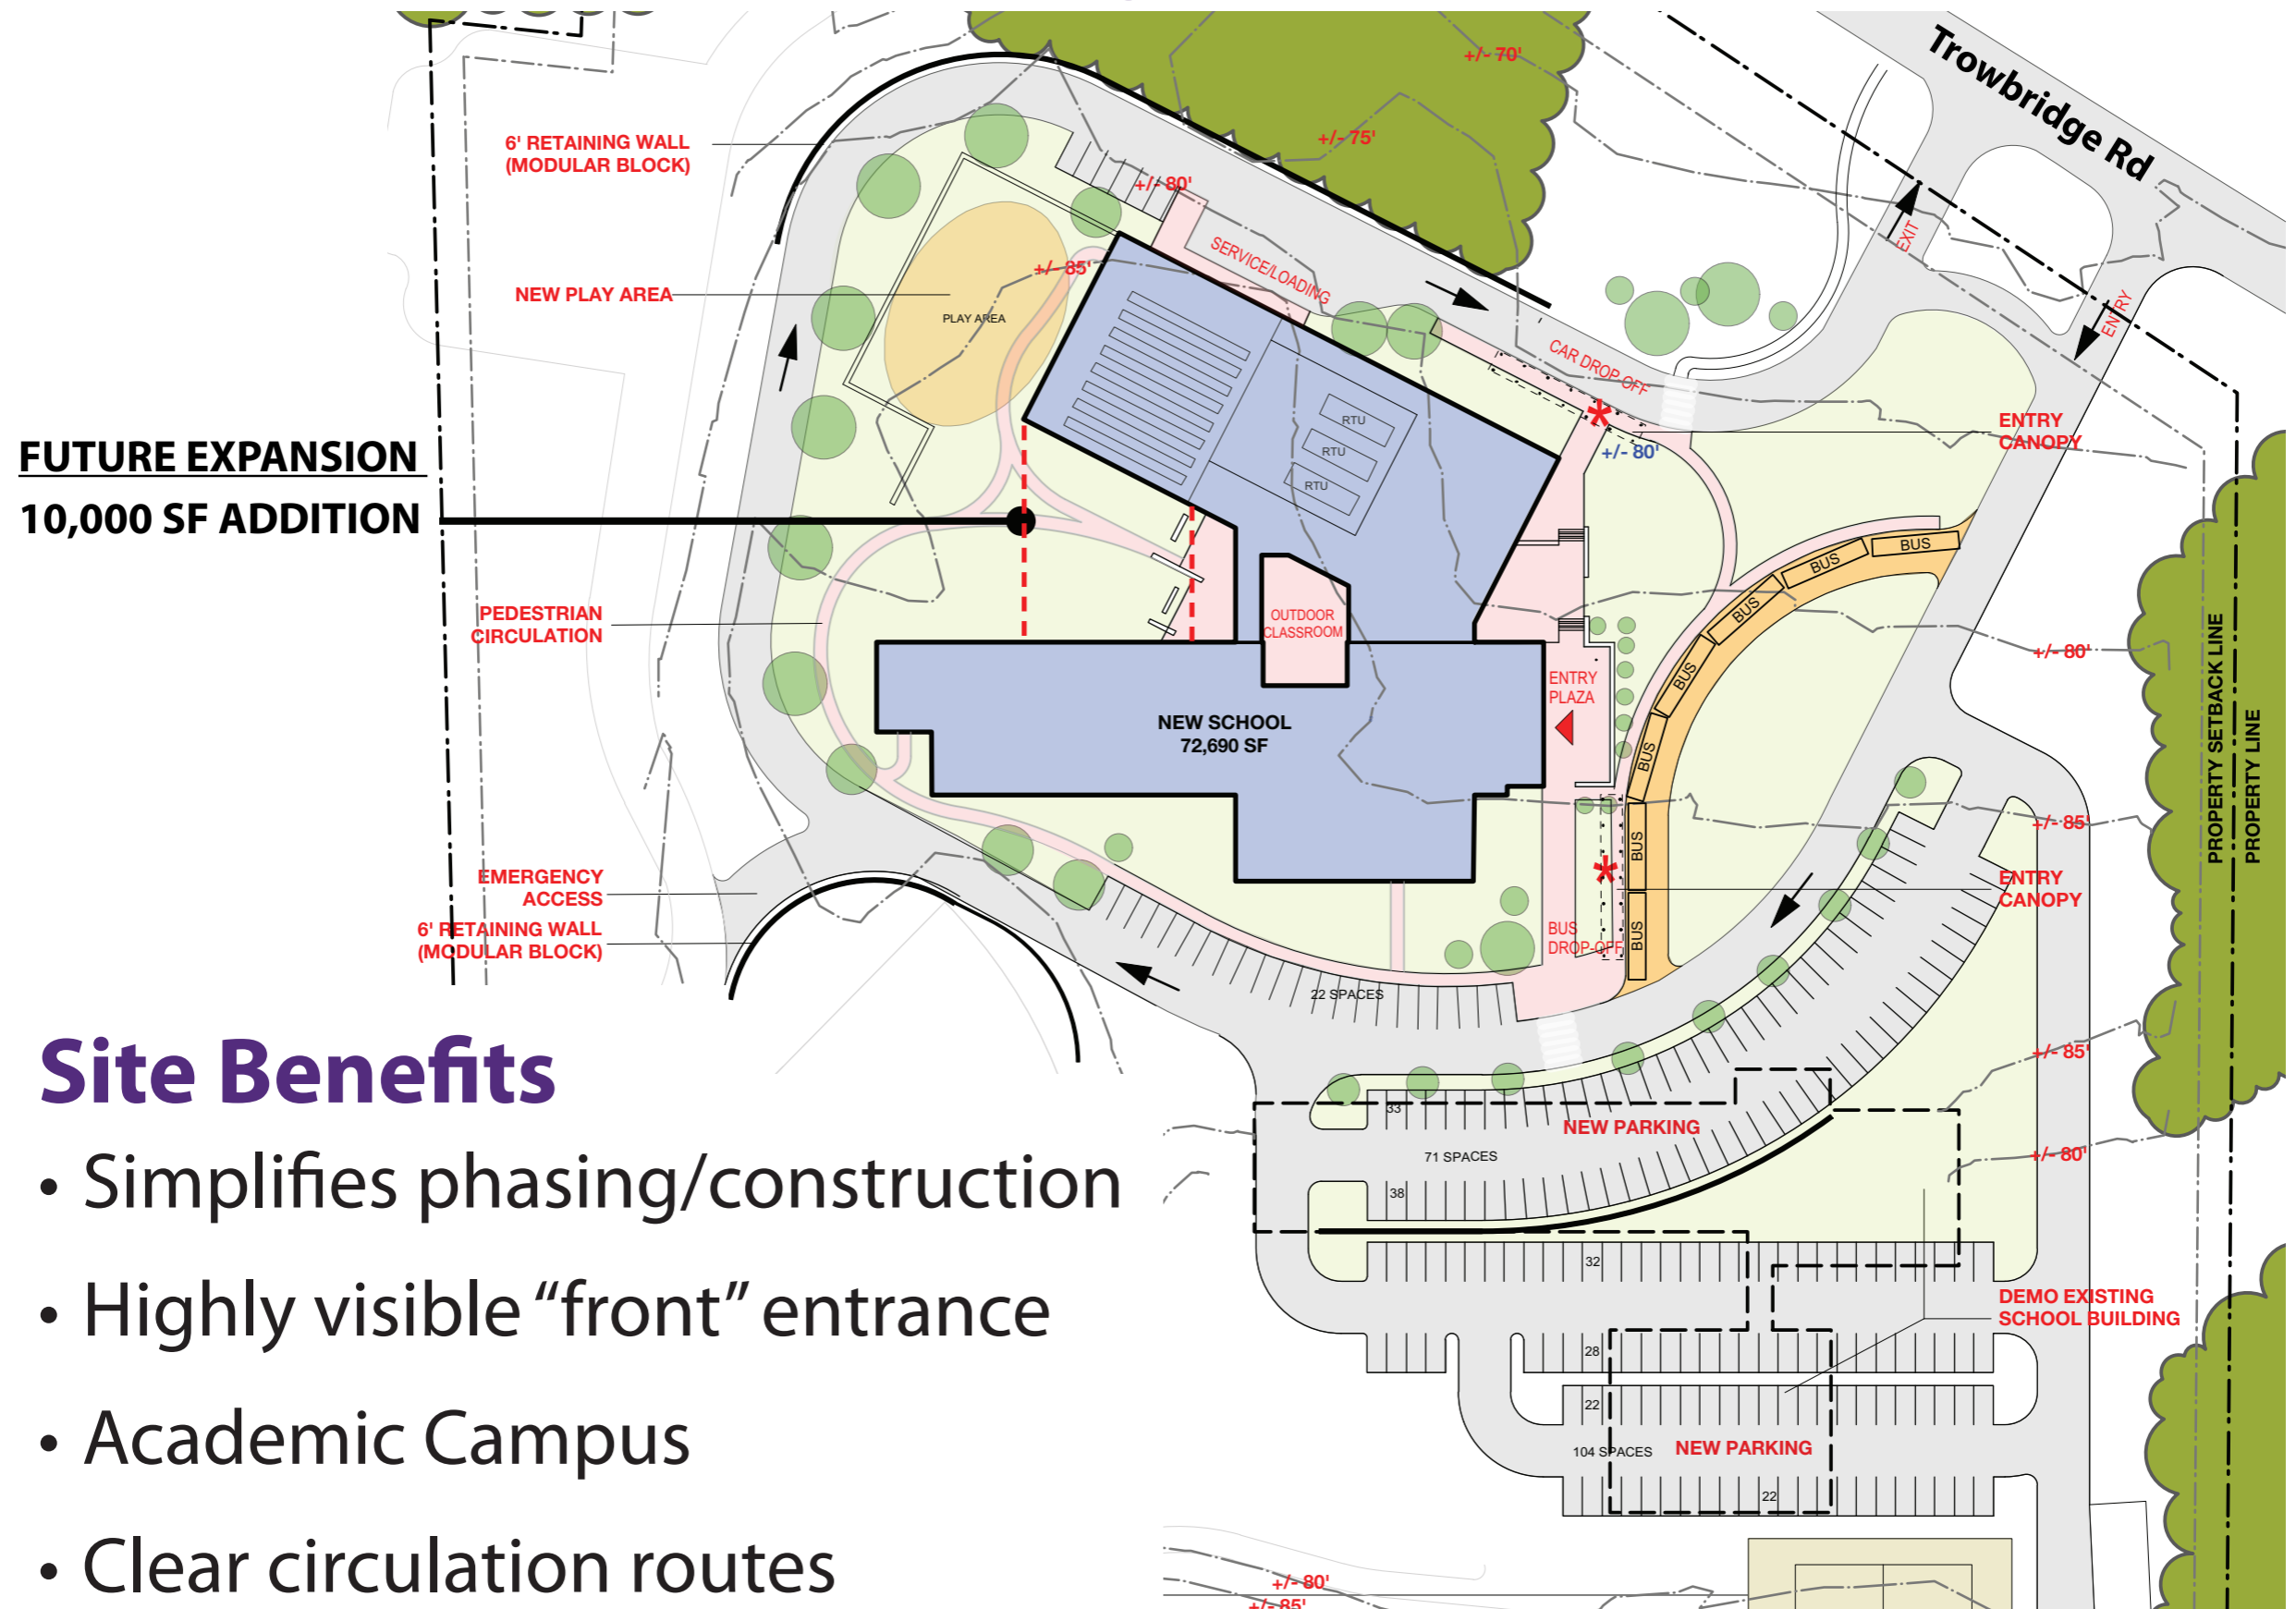 +/- 70'
Trowbridge Rd
+/- 75'
6' RETAINING WALL
(MODULAR BLOCK)
+/- 80'
EXIT
SERVICE/LOADING
+/- 85'
NEW PLAY AREA
PLAY AREA
ENTRY
CAR DROP-OFF
RTU
RTU
RTU
ENTRY
CANOPY
+/- 80'
FUTURE EXPANSION
10,000 SF ADDITION
BUS
BUS
BUS
BUS
BUS
BUS
BUS
PEDESTRIAN
CIRCULATION
OUTDOOR
CLASSROOM
+/- 80'
ENTRY
PLAZA
NEW SCHOOL
72,690 SF
PROPERTY SETBACK LINE
PROPERTY LINE
+/- 85'
EMERGENCY
ACCESS
ENTRY
CANOPY
6' RETAINING WALL
(MODULAR BLOCK)
BUS
DROP-OFF
22 SPACES
+/- 85'
33
NEW PARKING
71 SPACES
+/- 80'
38
32
DEMO EXISTING
SCHOOL BUILDING
28
22
104 SPACES
NEW PARKING
22
+/- 80'
+/- 85'
Site Benefits
• Simplifies phasing/construction
• Highly visible “front” entrance
• Academic Campus
• Clear circulation routes